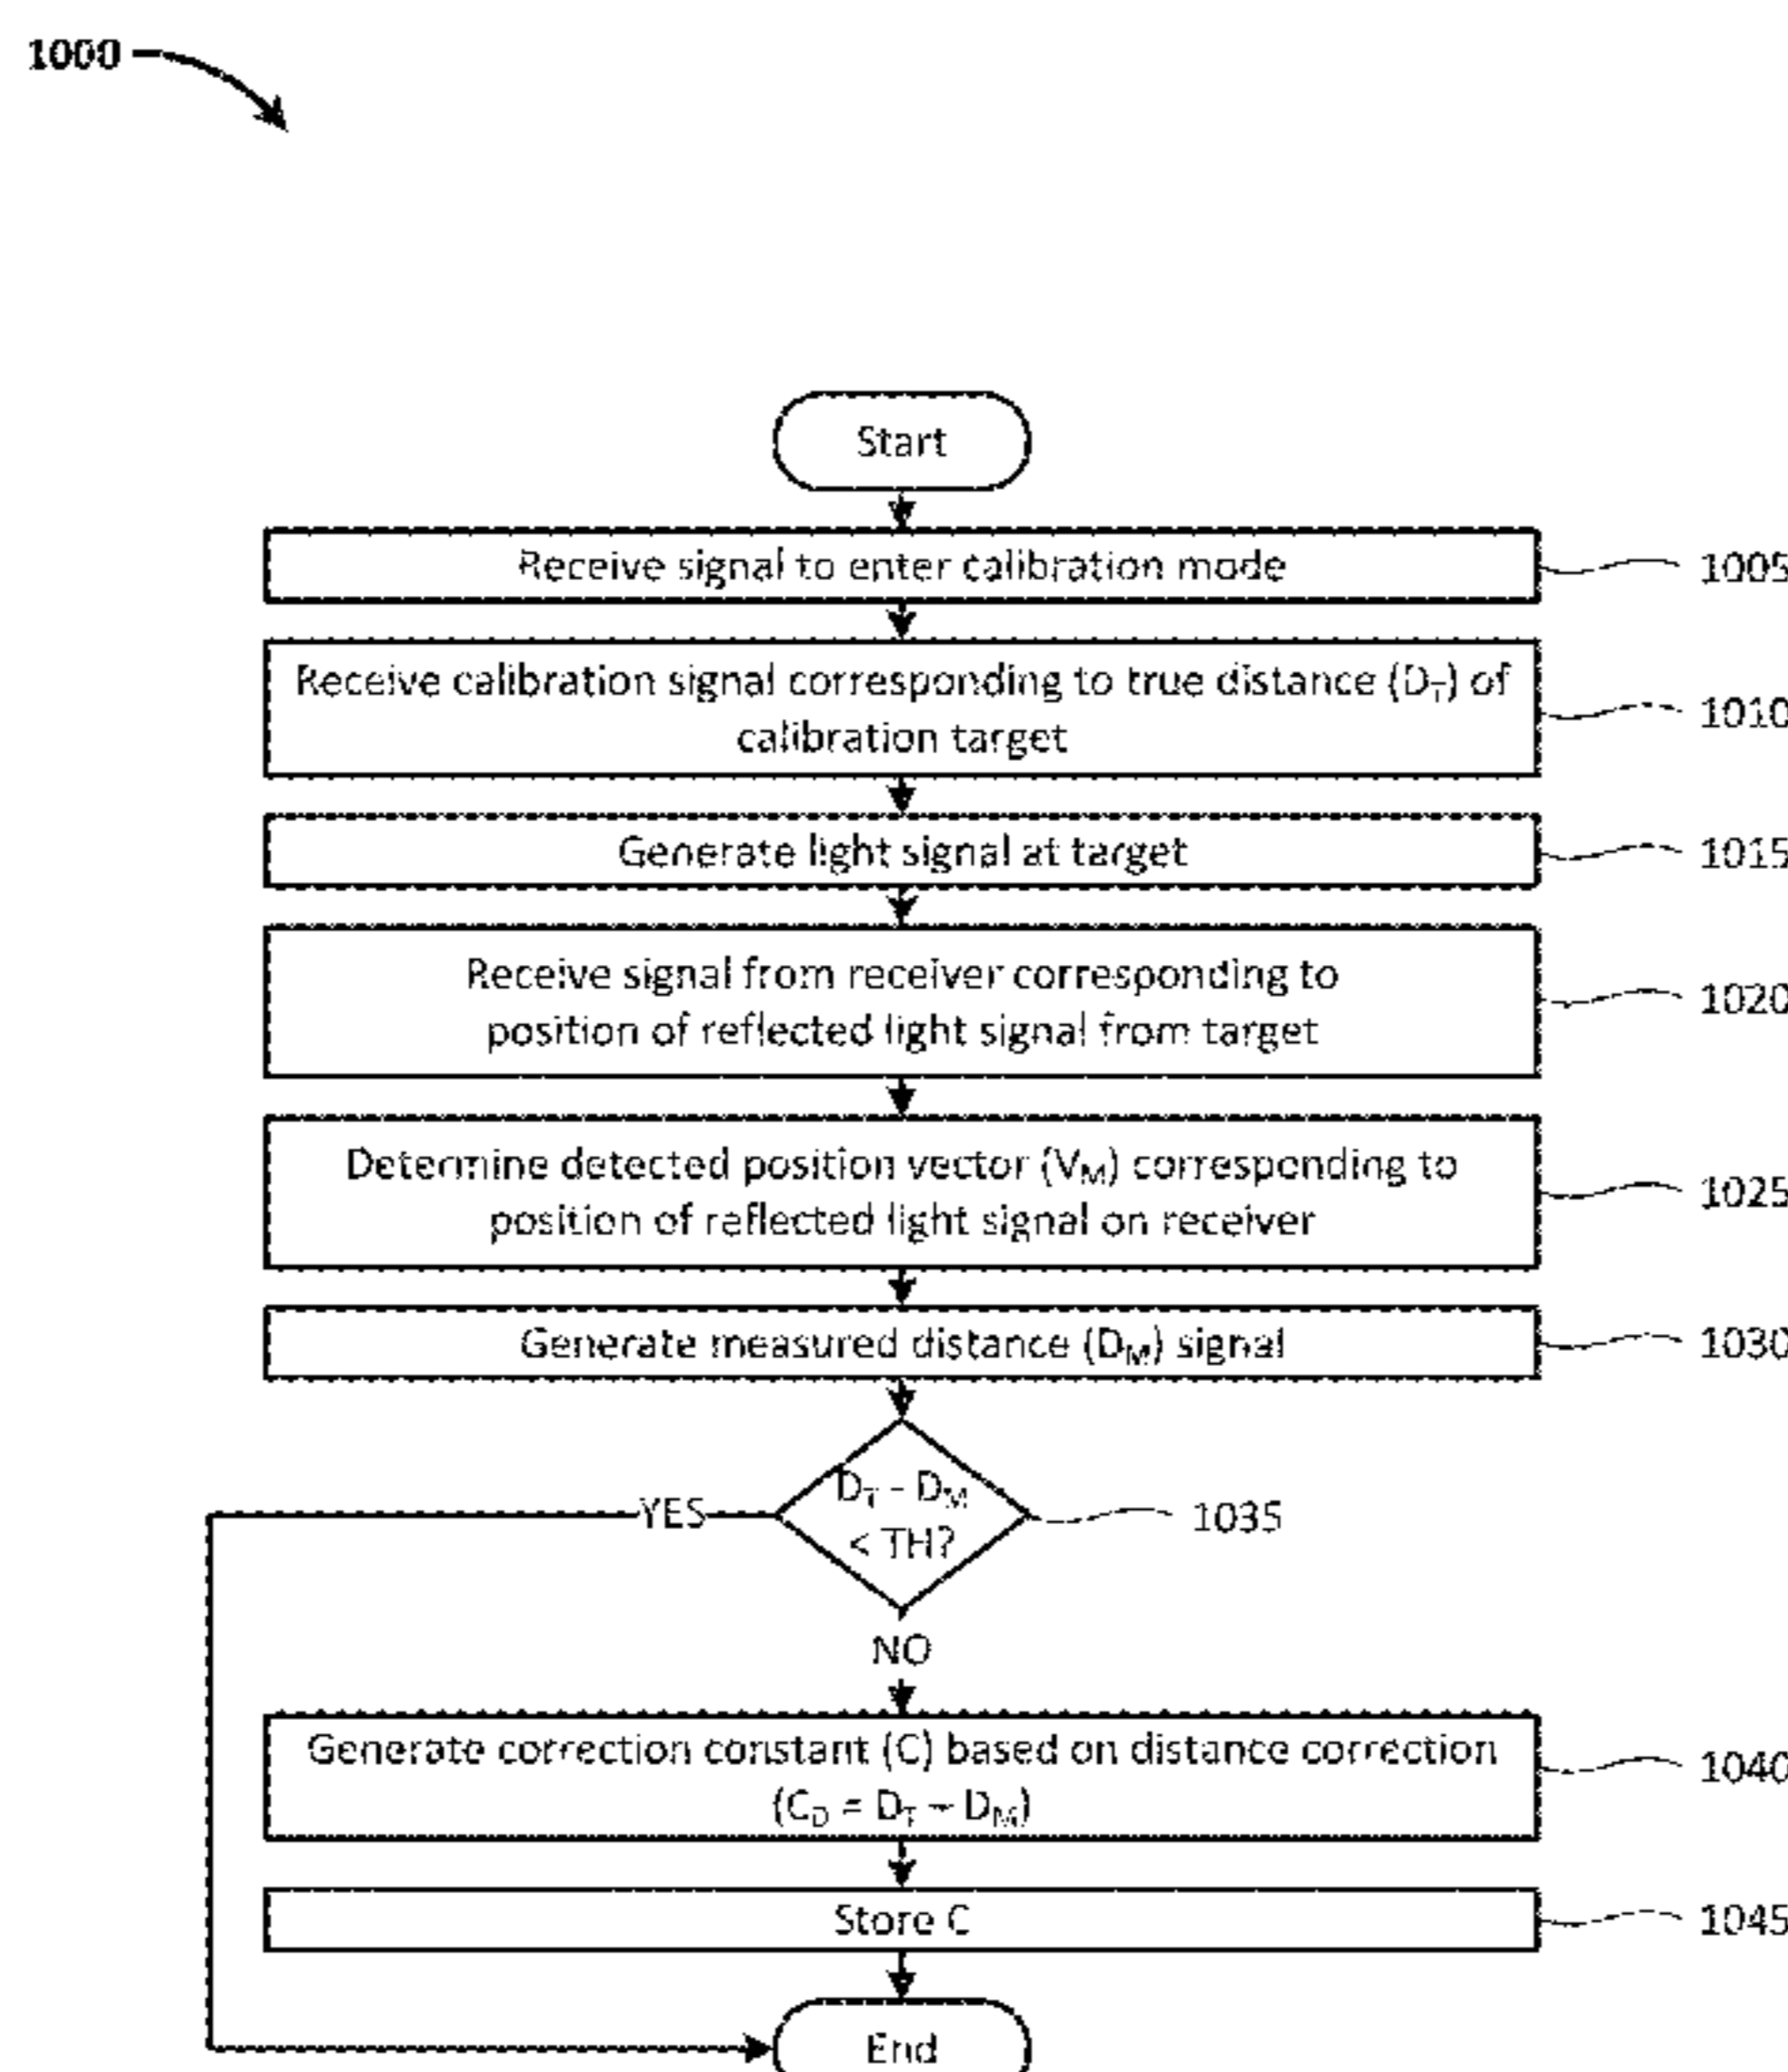 1000
Start
Receive signal to enter calibration mode
1005
Receive calibration signal corresponding to true distance (D_T) of
calibration target
1010
Generate light signal at target
1015
Receive signal from receiver corresponding to
position of reflected light signal from target
1020
Determine detected position vector (V_M) corresponding to
position of reflected light signal on receiver
1025
Generate measured distance (D_M) signal
1030
D_T - D_M
< TH?
1035
YES
NO
Generate correction constant (C) based on distance correction
(C_D = D_T – D_M)
1040
Store C
1045
End